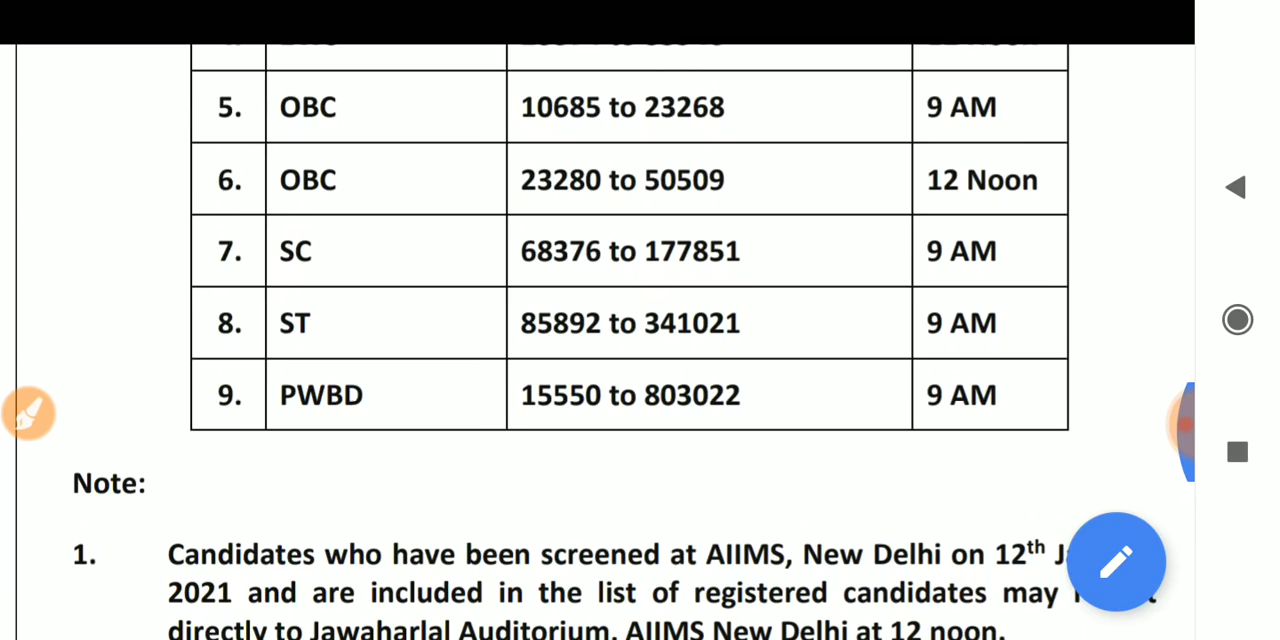 5. OBC 10685 to 23268 9 AM
6. OBC 23280 to 50509 12 Noon
7. SC 68376 to 177851 9 AM
8. ST 85892 to 341021 9 AM
9. PWBD 15550 to 803022 9 AM
Note:
1. Candidates who have been screened at AIIMS, New Delhi on 12th
2021 and are included in the list of registered candidates may
directly to Jawaharlal Auditorium, AIIMS New Delhi at 12 noon.